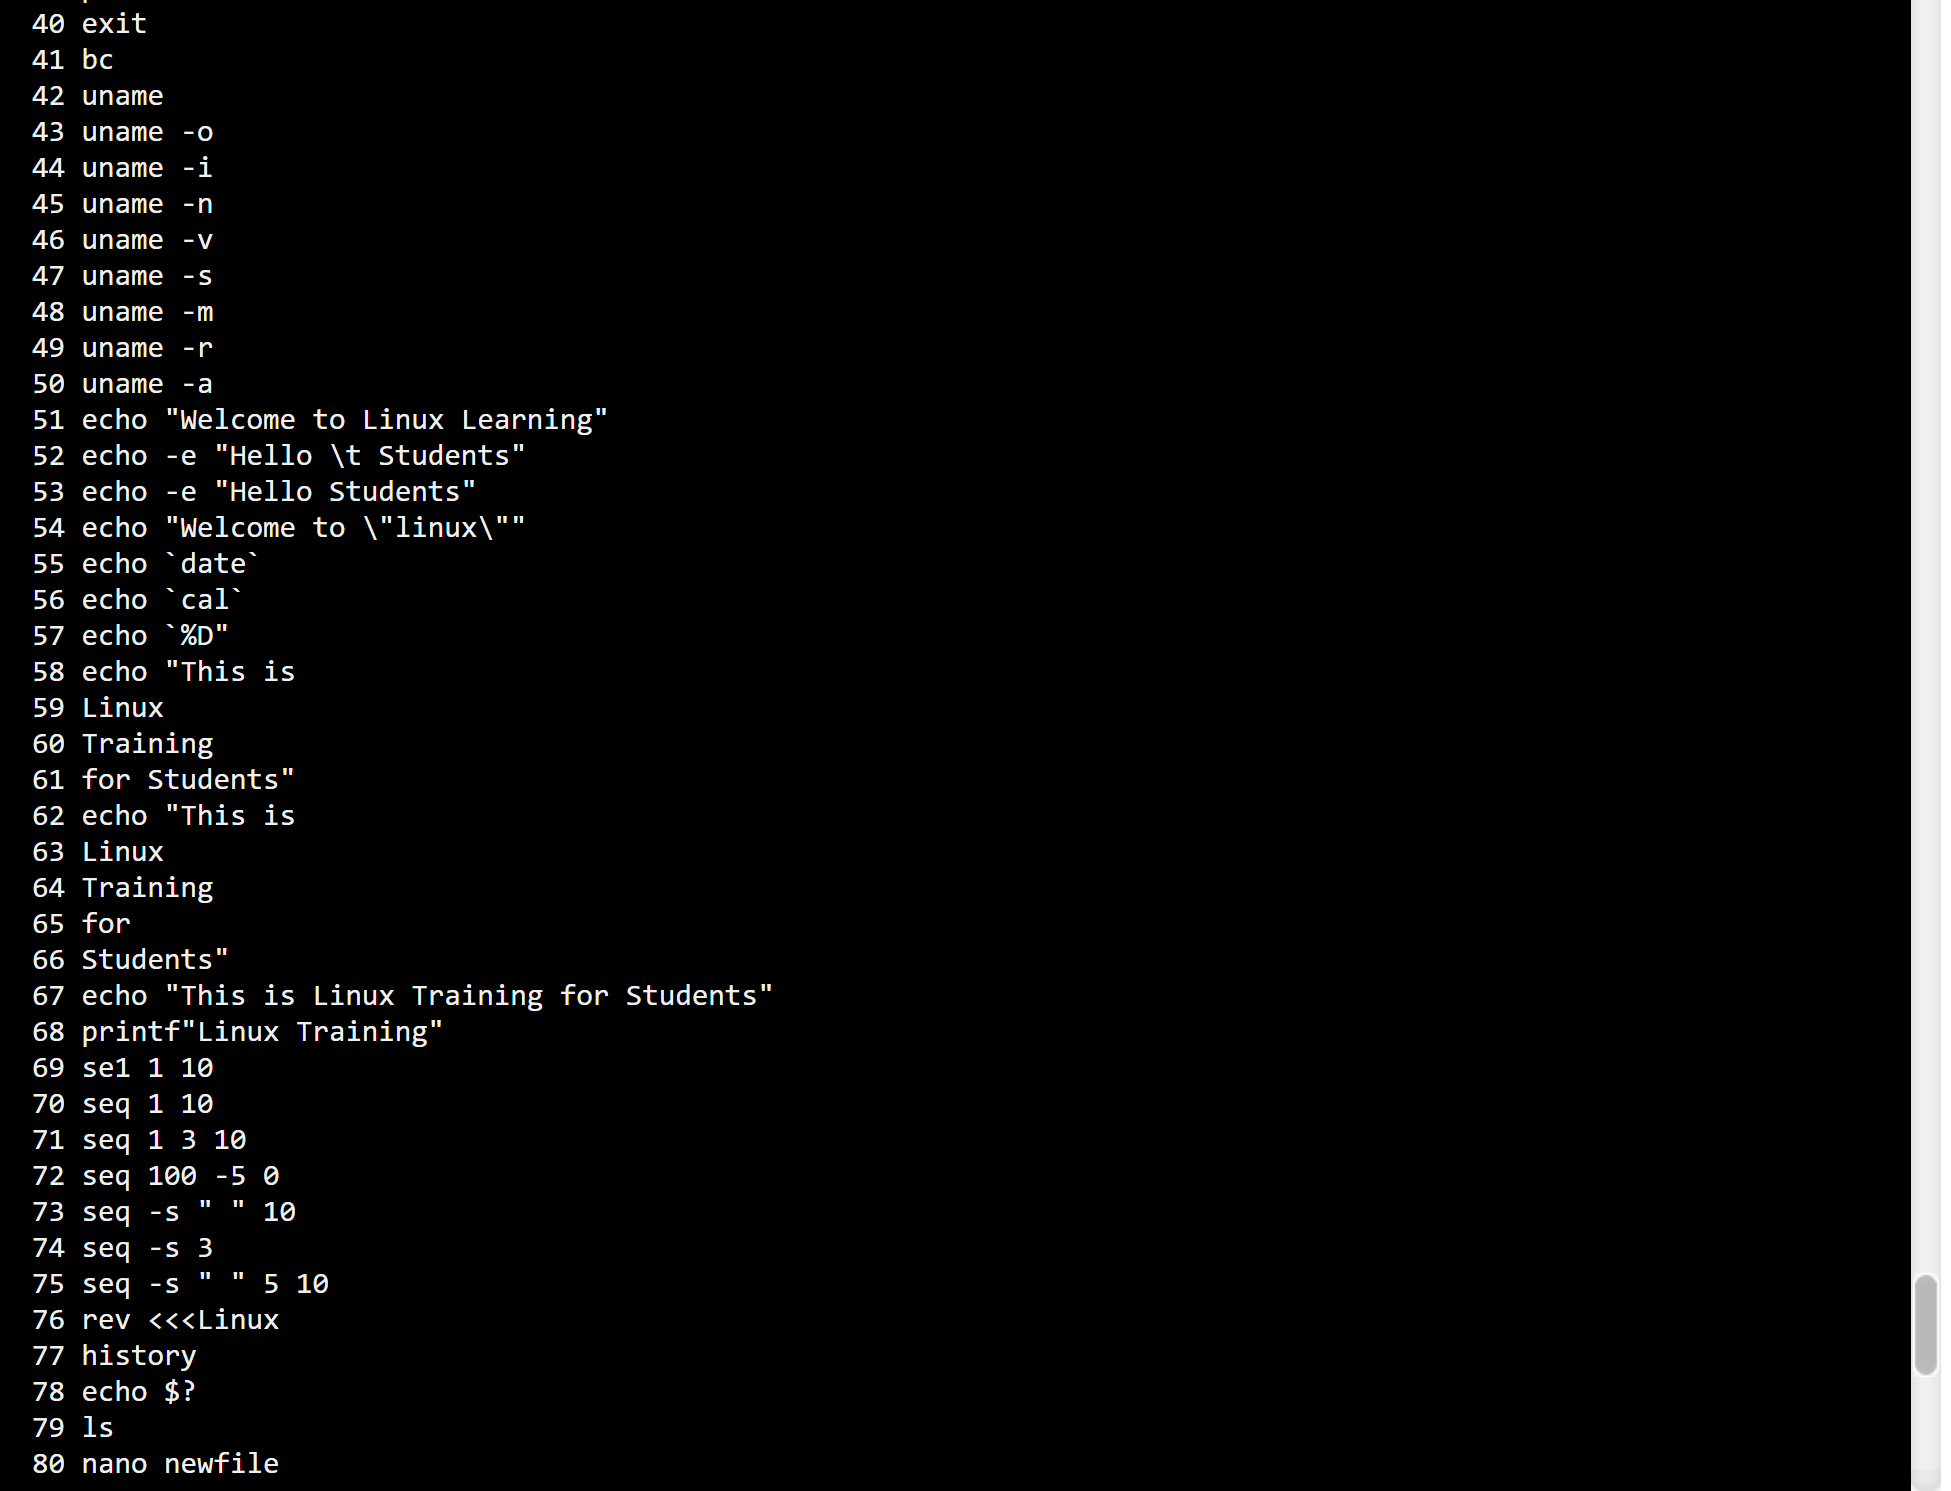 40 exit
41 bc
42 uname
43 uname -o
44 uname -i
45 uname -n
46 uname -v
47 uname -s
48 uname -m
49 uname -r
50 uname -a
51 echo "Welcome to Linux Learning"
52 echo -e "Hello \t Students"
53 echo -e "Hello Students"
54 echo "Welcome to \"linux\""
55 echo `date`
56 echo `cal`
57 echo `%D"
58 echo "This is
59 Linux
60 Training
61 for Students"
62 echo "This is
63 Linux
64 Training
65 for
66 Students"
67 echo "This is Linux Training for Students"
68 printf"Linux Training"
69 se1 1 10
70 seq 1 10
71 seq 1 3 10
72 seq 100 -5 0
73 seq -s " " 10
74 seq -s 3
75 seq -s " " 5 10
76 rev <<<Linux
77 history
78 echo $?
79 ls
80 nano newfile